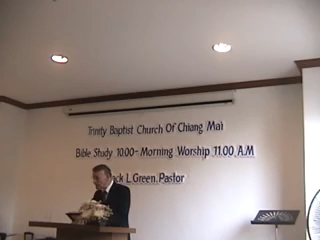 Trinity Baptist Church Of Chiang Mai
Bible Study 10:00- Morning Worship 11.00 A.M
L. Green, Pastor